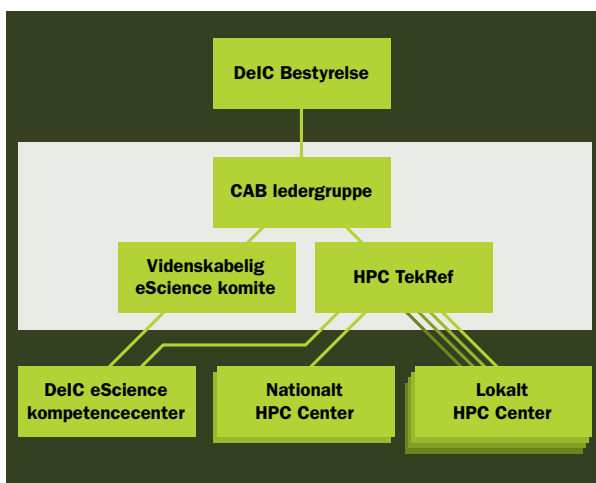 DeIC Bestyrelse
CAB ledergruppe
Videnskabelig
eScience komite
HPC TekRef
DeIC eScience
kompetencecenter
Nationalt
HPC Center
Lokalt
HPC Center